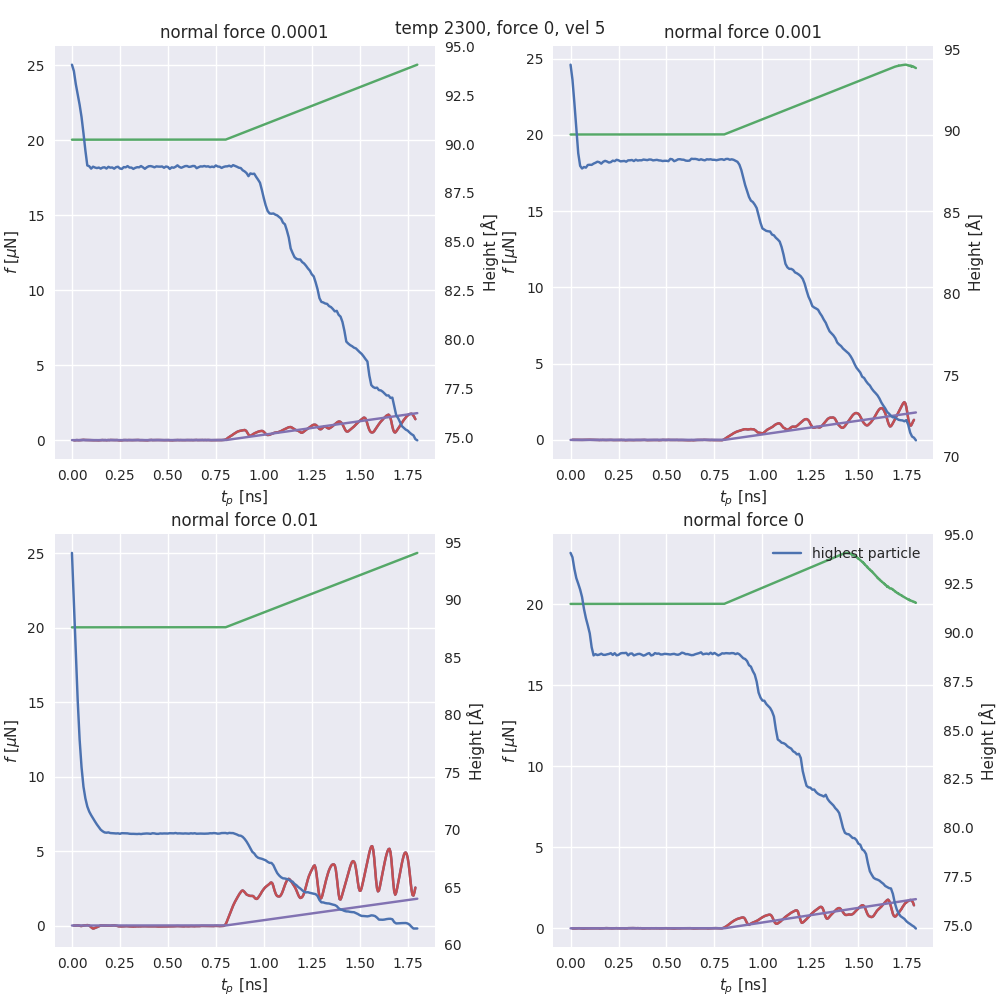 temp 2300, force 0, vel 5
normal force 0.0001
25
20
15
10
5
0
f [μN]
95.0
92.5
90.0
87.5
85.0
82.5
80.0
77.5
75.0
Height [Å]
0.00 0.25 0.50 0.75 1.00 1.25 1.50 1.75
t_p [ns]
normal force 0.001
25
20
15
10
5
0
f [μN]
95
90
85
80
75
70
Height [Å]
0.00 0.25 0.50 0.75 1.00 1.25 1.50 1.75
t_p [ns]
normal force 0.01
25
20
15
10
5
0
f [μN]
95
90
85
80
75
70
65
60
Height [Å]
0.00 0.25 0.50 0.75 1.00 1.25 1.50 1.75
t_p [ns]
normal force 0
highest particle
20
15
10
5
0
f [μN]
95.0
92.5
90.0
87.5
85.0
82.5
80.0
77.5
75.0
Height [Å]
0.00 0.25 0.50 0.75 1.00 1.25 1.50 1.75
t_p [ns]